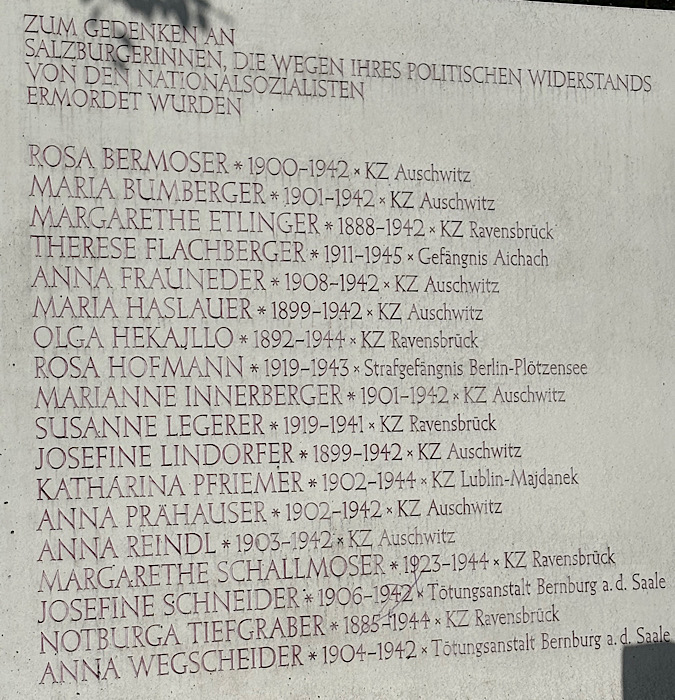 ZUM GEDENKEN AN
SALZBURGERINNEN, DIE WEGEN IHRES POLITISCHEN WIDERSTANDS
VON DEN NATIONALSOZIALISTEN
ERMORDET WURDEN
ROSA BERMOSER * 1900–1942 × KZ Auschwitz
MARIA BUMBERGER * 1901–1942 × KZ Auschwitz
MARGARETHE ETLINGER * 1888–1942 × KZ Ravensbrück
THERESE FLACHBERGER * 1911–1945 × Gefängnis Aichach
ANNA FRAUNEDER * 1908–1942 × KZ Auschwitz
MARIA HASLAUER * 1899–1942 × KZ Auschwitz
OLGA HEKAJLLO * 1892–1944 × KZ Ravensbrück
ROSA HOFMANN * 1919–1943 × Strafgefängnis Berlin-Plötzensee
MARIANNE INNERBERGER * 1901–1942 × KZ Auschwitz
SUSANNE LEGERER * 1919–1941 × KZ Ravensbrück
JOSEFINE LINDORFER * 1899–1942 × KZ Auschwitz
KATHARINA PFRIEMER * 1902–1944 × KZ Lublin-Majdanek
ANNA PRÄHAUSER * 1902–1942 × KZ Auschwitz
ANNA REINDL * 1903–1942 × KZ Auschwitz
MARGARETHE SCHALLMOSER * 1923–1944 × KZ Ravensbrück
JOSEFINE SCHNEIDER * 1906–1942 × Tötungsanstalt Bernburg a. d. Saale
NOTBURGA TIEFGRABER * 1885–1944 × KZ Ravensbrück
ANNA WEGSCHEIDER * 1904–1942 × Tötungsanstalt Bernburg a. d. Saale